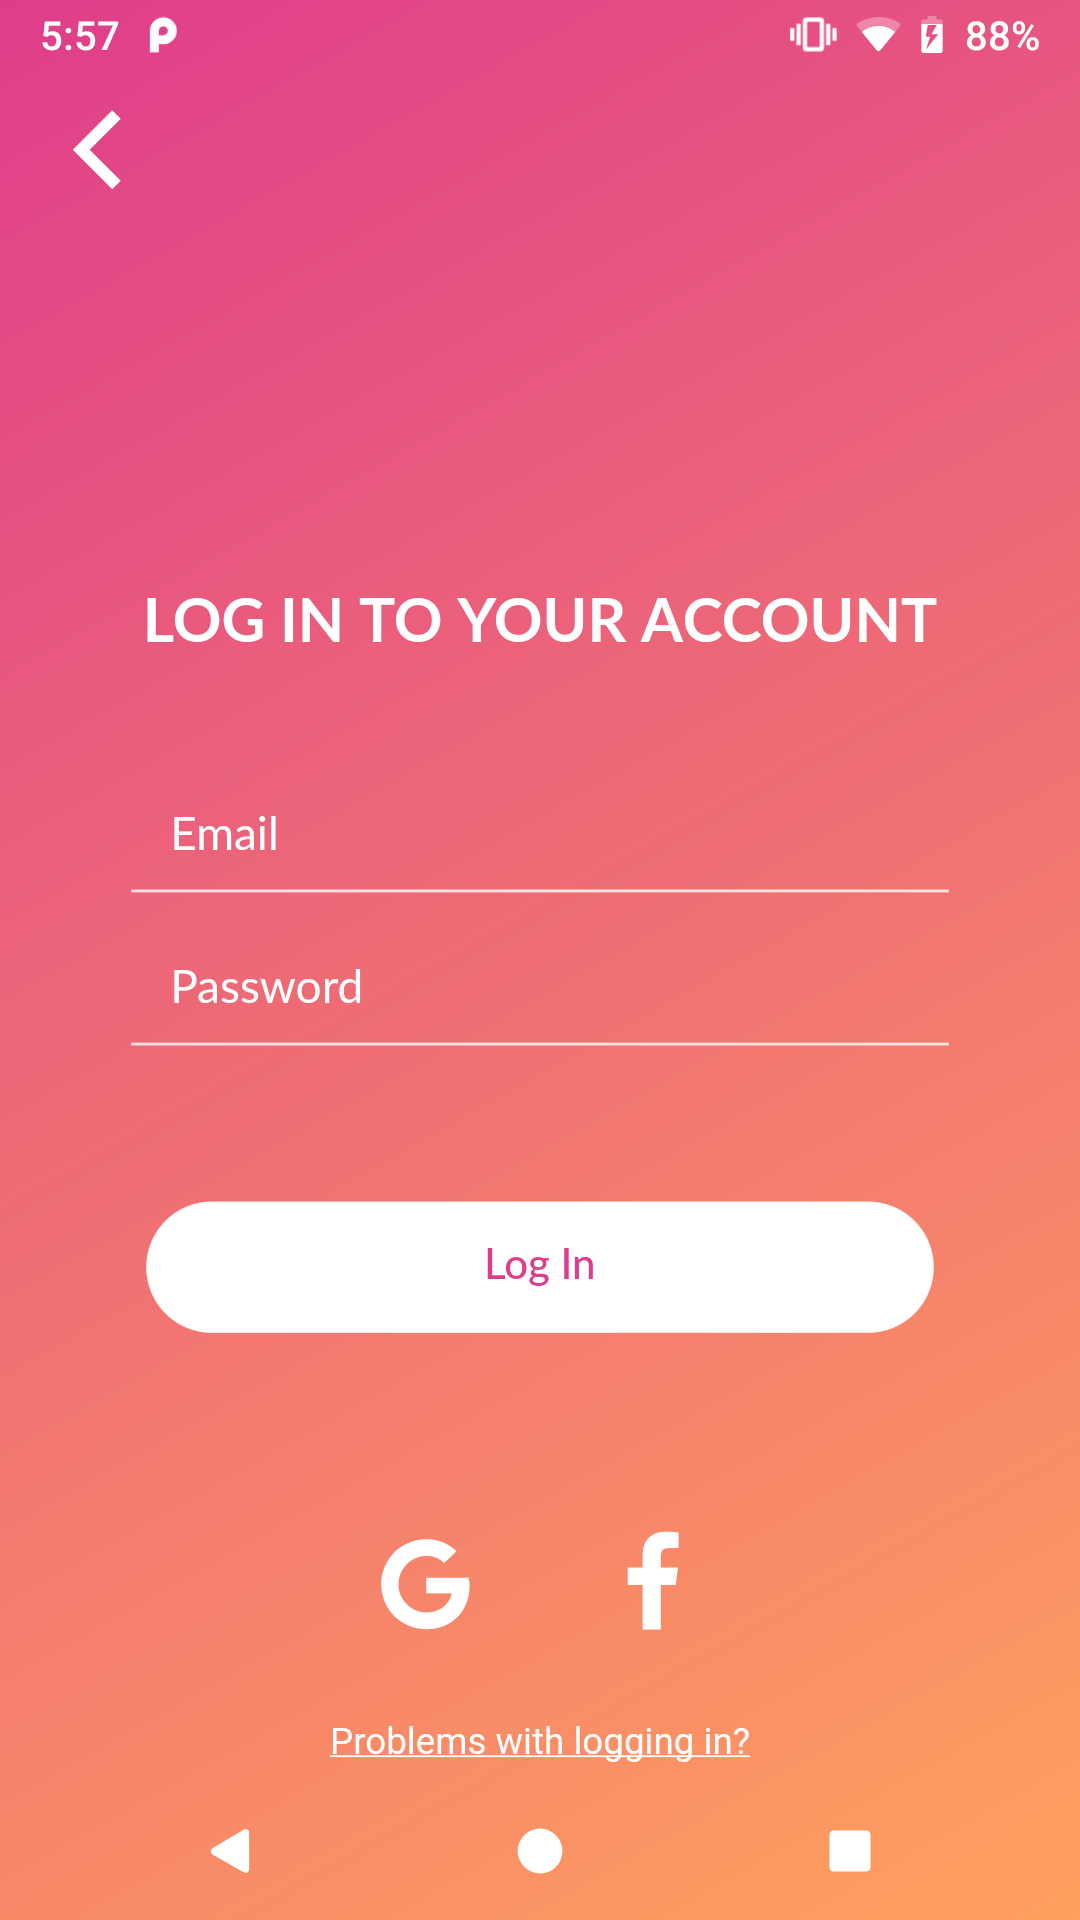 5:57
88%
LOG IN TO YOUR ACCOUNT
Email
Password
Log In
Problems with logging in?